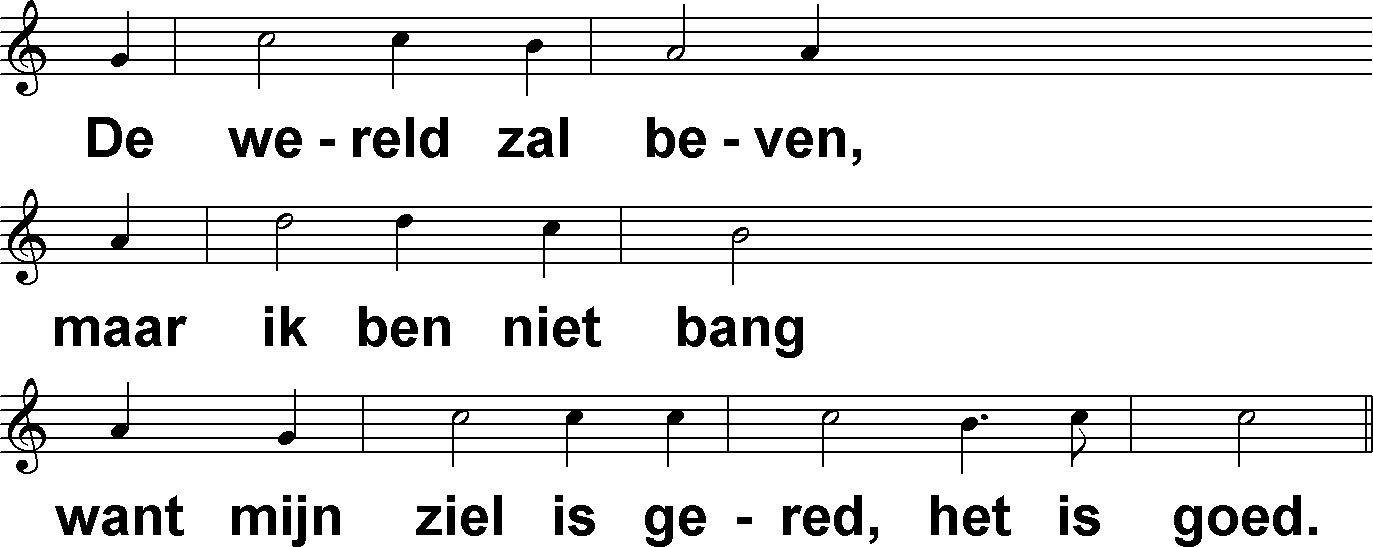 De we - reld zal be - ven,
maar ik ben niet bang
want mijn ziel is ge - red, het is goed.